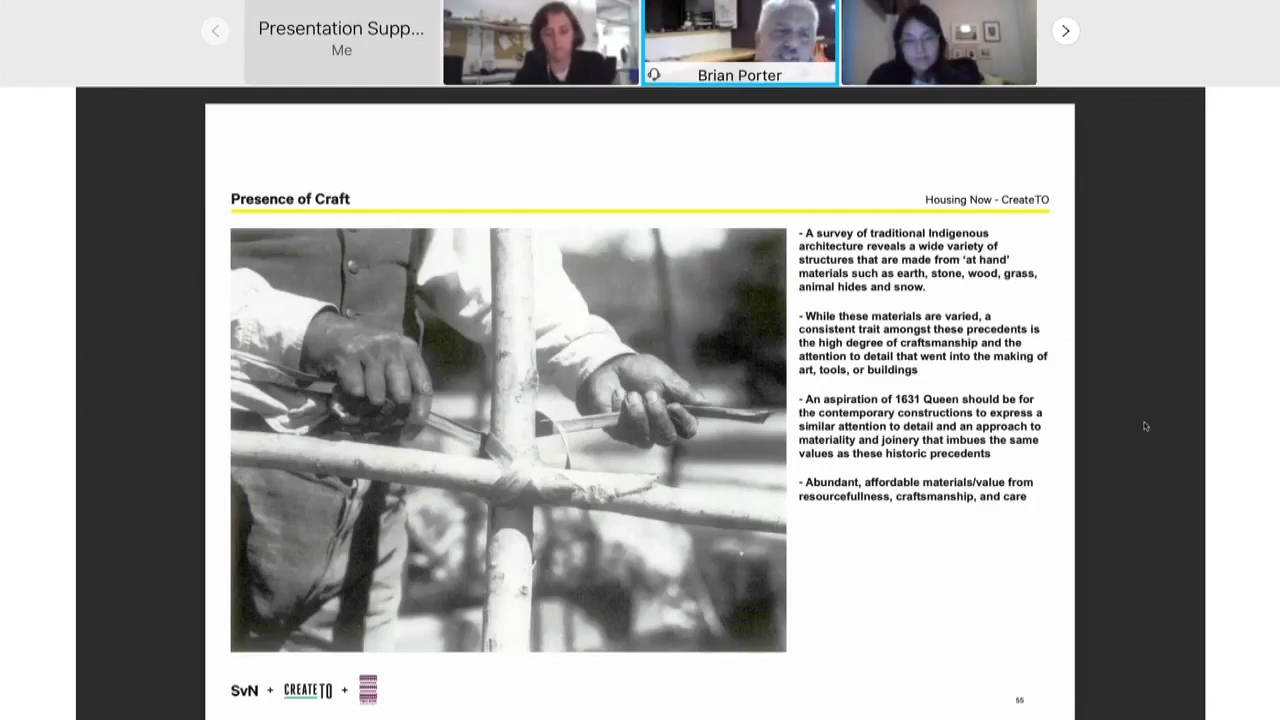 Presentation Supp...
Me
Brian Porter
Presence of Craft
Housing Now - CreateTO
- A survey of traditional Indigenous
architecture reveals a wide variety of
structures that are made from ‘at hand’
materials such as earth, stone, wood, grass,
animal hides and snow.
- While these materials are varied, a
consistent trait amongst these precedents is
the high degree of craftsmanship and the
attention to detail that went into the making of
art, tools, or buildings
- An aspiration of 1631 Queen should be for
the contemporary constructions to express a
similar attention to detail and an approach to
materiality and joinery that imbues the same
values as these historic precedents
- Abundant, affordable materials/value from
resourcefullness, craftsmanship, and care
SvN + CREATE TO +
55